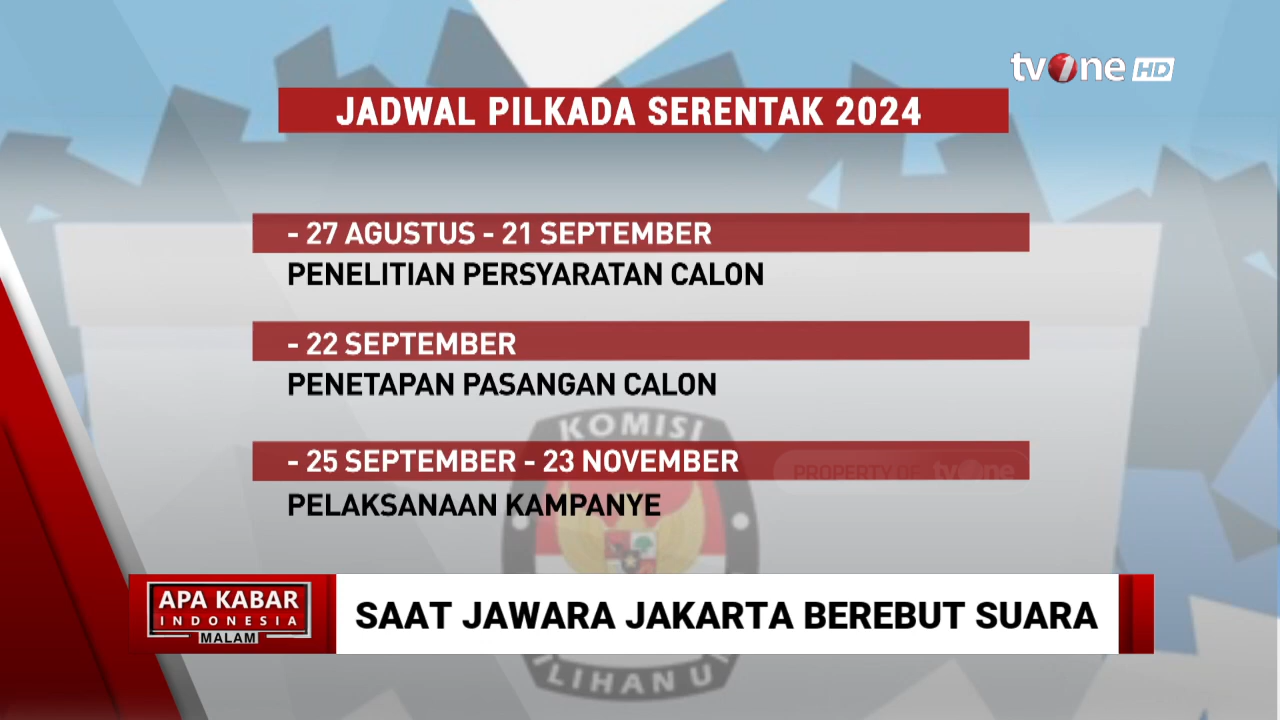 tvOne HD
JADWAL PILKADA SERENTAK 2024
- 27 AGUSTUS - 21 SEPTEMBER
PENELITIAN PERSYARATAN CALON
- 22 SEPTEMBER
PENETAPAN PASANGAN CALON
KOMISI
- 25 SEPTEMBER - 23 NOVEMBER
PROPERTY OF tvOne
PELAKSANAAN KAMPANYE
APA KABAR
INDONESIA
MALAM
SAAT JAWARA JAKARTA BEREBUT SUARA
ILIHAN U